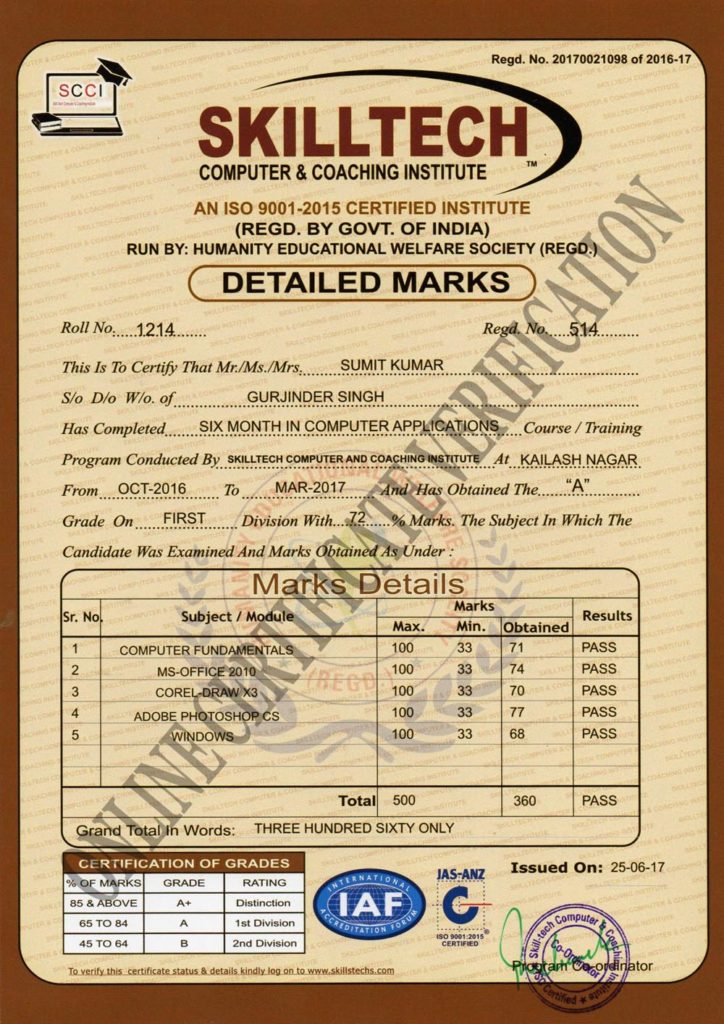 Regd. No. 20170021098 of 2016-17
SCCI
SKILLTECH
COMPUTER & COACHING INSTITUTE ™
AN ISO 9001-2015 CERTIFIED INSTITUTE
(REGD. BY GOVT. OF INDIA)
RUN BY: HUMANITY EDUCATIONAL WELFARE SOCIETY (REGD.)
DETAILED MARKS
Roll No. 1214 Regd. No. 514
This Is To Certify That Mr./Ms./Mrs. SUMIT KUMAR
S/o D/o W/o. of GURJINDER SINGH
Has Completed SIX MONTH IN COMPUTER APPLICATIONS Course / Training
Program Conducted By SKILLTECH COMPUTER AND COACHING INSTITUTE At KAILASH NAGAR
From OCT-2016 To MAR-2017 And Has Obtained The "A"
Grade On FIRST Division With 72 % Marks. The Subject In Which The
Candidate Was Examined And Marks Obtained As Under :
Marks Details
Sr. No. Subject / Module Marks Results
Max. Min. Obtained
1 COMPUTER FUNDAMENTALS 100 33 71 PASS
2 MS-OFFICE 2010 100 33 74 PASS
3 COREL-DRAW X3 100 33 70 PASS
4 ADOBE PHOTOSHOP CS 100 33 77 PASS
5 WINDOWS 100 33 68 PASS
Total 500 360 PASS
Grand Total In Words: THREE HUNDRED SIXTY ONLY
ONLINE CERTIFICATE VERIFICATION
(REGD.)
CERTIFICATION OF GRADES
% OF MARKS GRADE RATING
85 & ABOVE A+ Distinction
65 TO 84 A 1st Division
45 TO 64 B 2nd Division
INTERNATIONAL
IAF
ACCREDITATION FORUM
JAS-ANZ
C
ISO 9001:2015
CERTIFIED
Issued On: 25-06-17
Skill-tech Computer & Coaching Institute
Co-Ordinator
ISO Certified
Program Co-ordinator
To verify this certificate status & details kindly log on to www.skillstechs.com